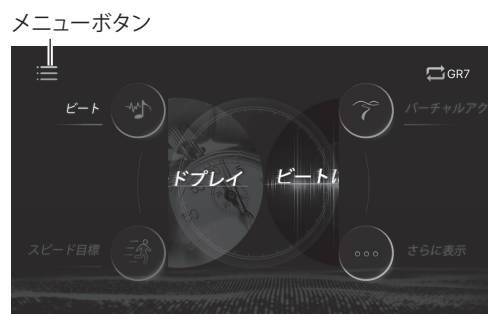 メニューボタン
GR7
ビート
バーチャルアク
ドプレイ
ビートに
スピード目標
さらに表示